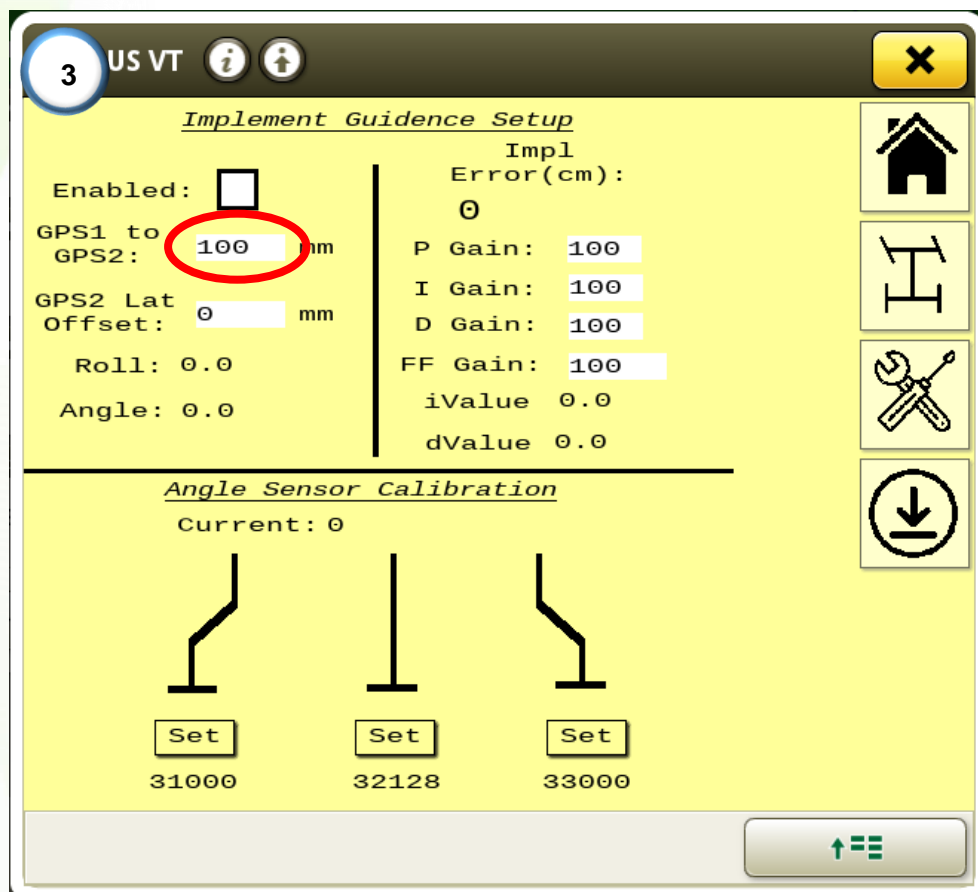 3
US VT
Implement Guidence Setup
Enabled:
GPS1 to
GPS2: 100 mm
GPS2 Lat
Offset: 0 mm
Roll: 0.0
Angle: 0.0
Impl
Error(cm):
0
P Gain: 100
I Gain: 100
D Gain: 100
FF Gain: 100
iValue 0.0
dValue 0.0
Angle Sensor Calibration
Current: 0
Set Set Set
31000 32128 33000